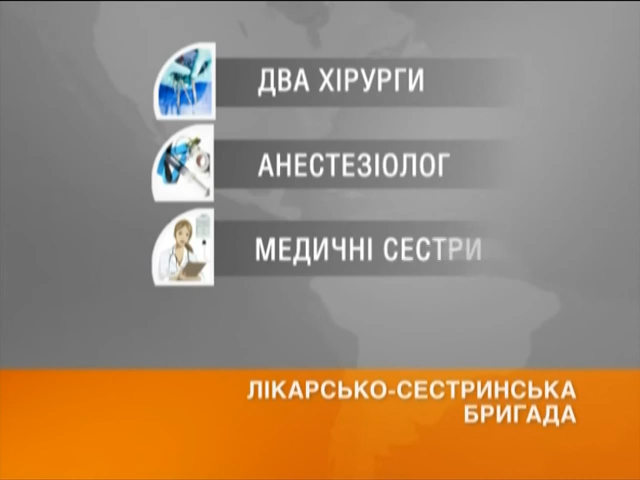 ДВА ХІРУРГИ
АНЕСТЕЗІОЛОГ
МЕДИЧНІ СЕСТРИ
ЛІКАРСЬКО-СЕСТРИНСЬКА
БРИГАДА